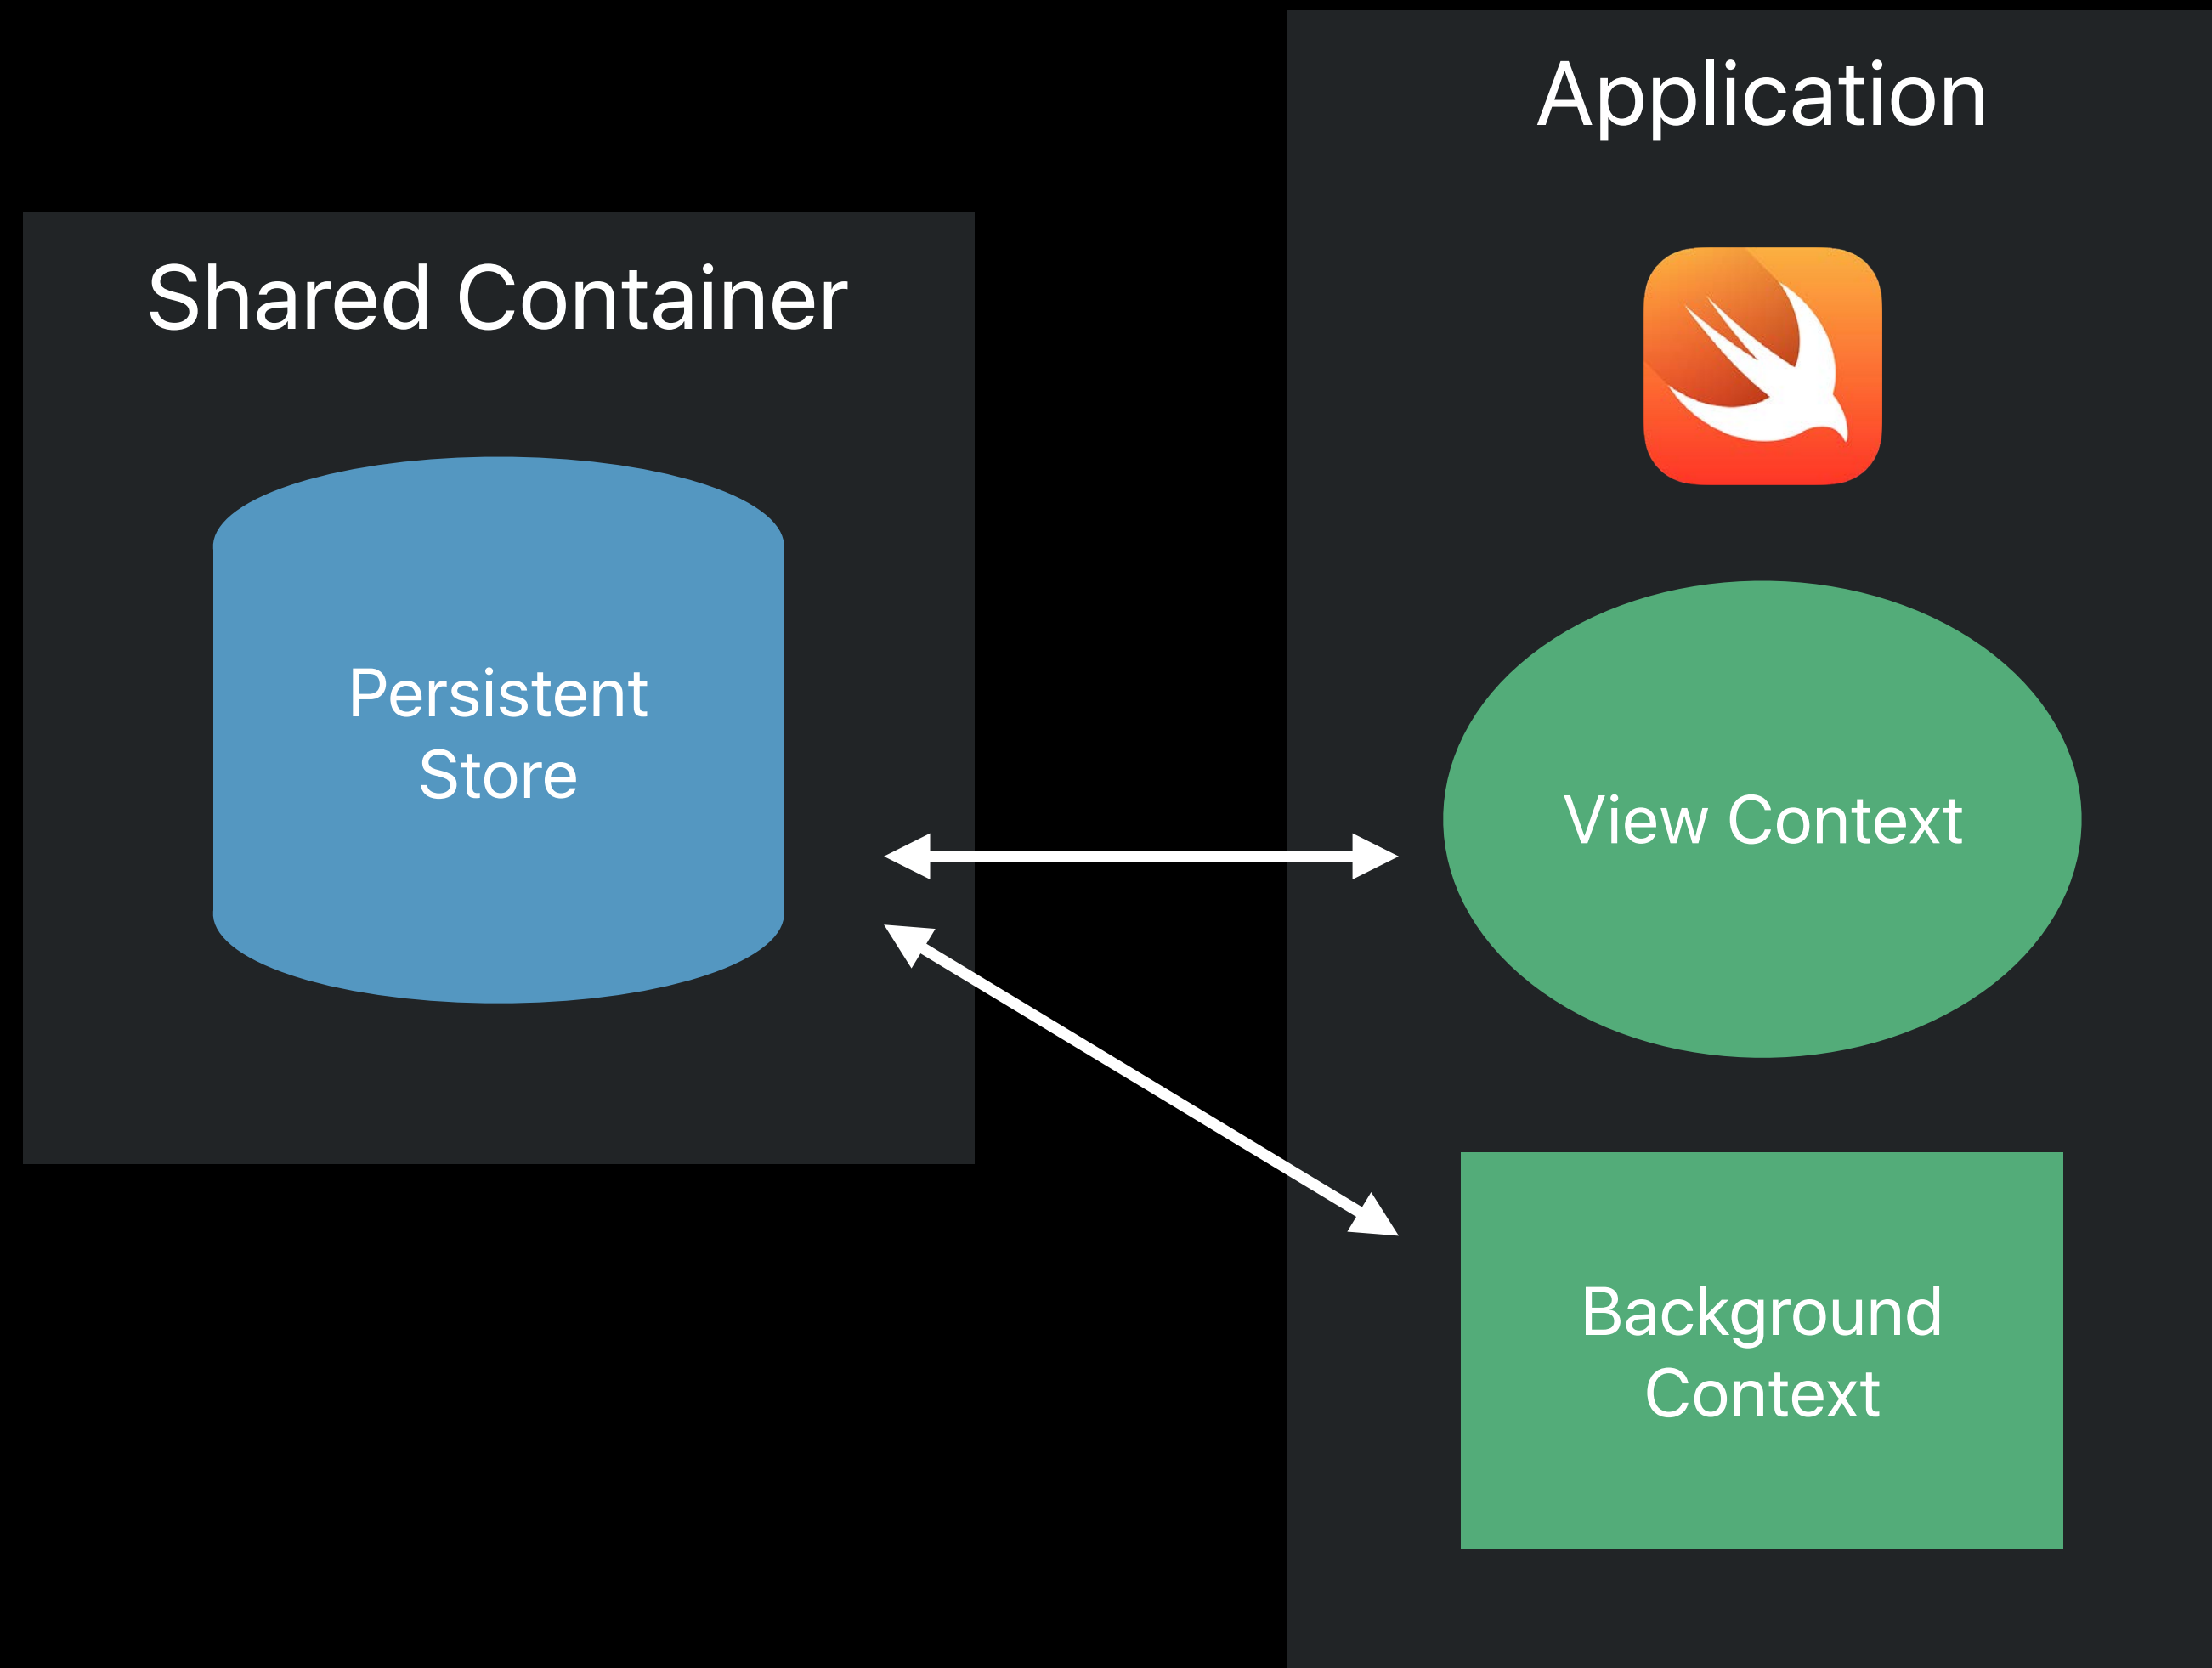 Application
Shared Container
Persistent
Store
View Context
Background
Context